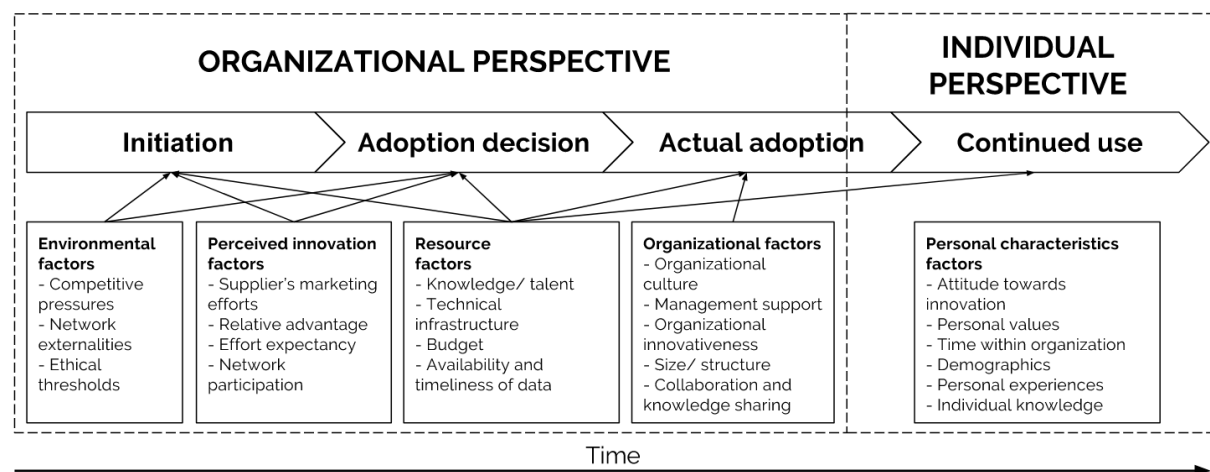 ORGANIZATIONAL PERSPECTIVE
INDIVIDUAL
PERSPECTIVE
Initiation
Adoption decision
Actual adoption
Continued use
Environmental
factors
- Competitive
pressures
- Network
externalities
- Ethical
thresholds
Perceived innovation
factors
- Supplier's marketing
efforts
- Relative advantage
- Effort expectancy
- Network
participation
Resource
factors
- Knowledge/ talent
- Technical
infrastructure
- Budget
- Availability and
timeliness of data
Organizational factors
- Organizational
culture
- Management support
- Organizational
innovativeness
- Size/ structure
- Collaboration and
knowledge sharing
Personal characteristics
factors
- Attitude towards
innovation
- Personal values
- Time within organization
- Demographics
- Personal experiences
- Individual knowledge
Time